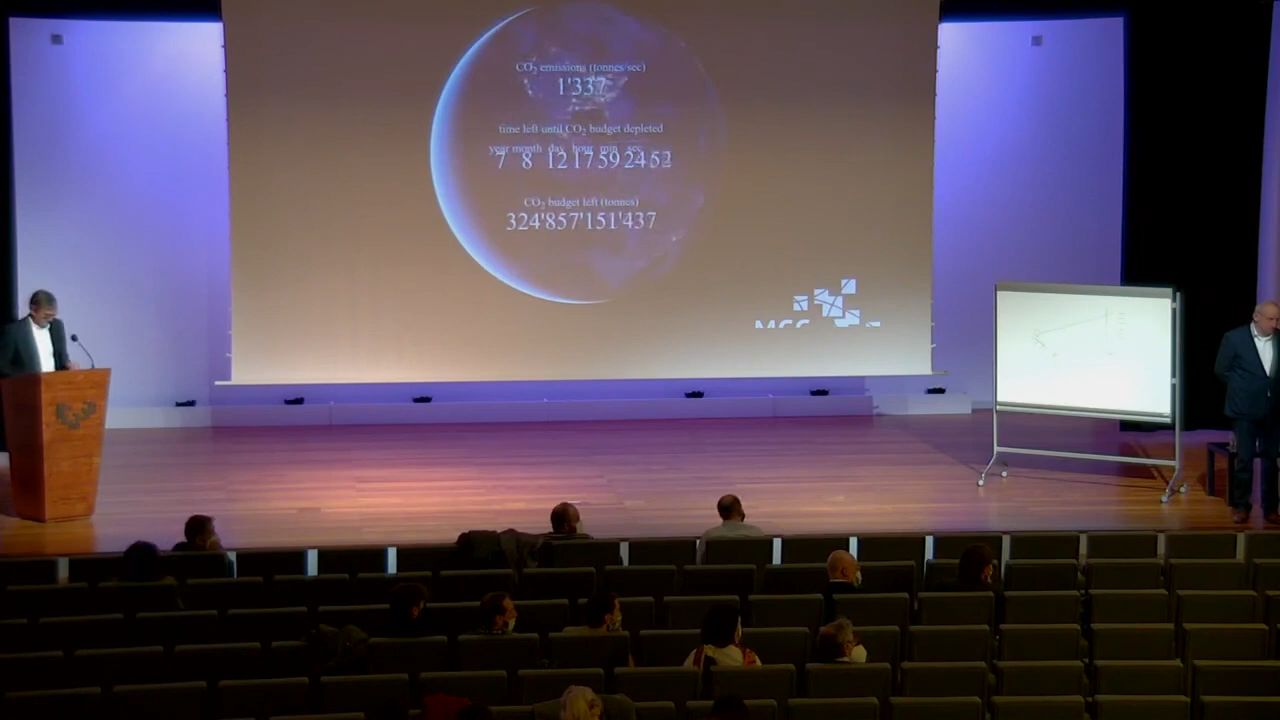 CO₂ emissions (tonnes/sec)
1'337
time left until CO₂ budget depleted
year month day hour min sec
7 8 12 17 59 24 52
CO₂ budget left (tonnes)
324'857'151'437
MCC